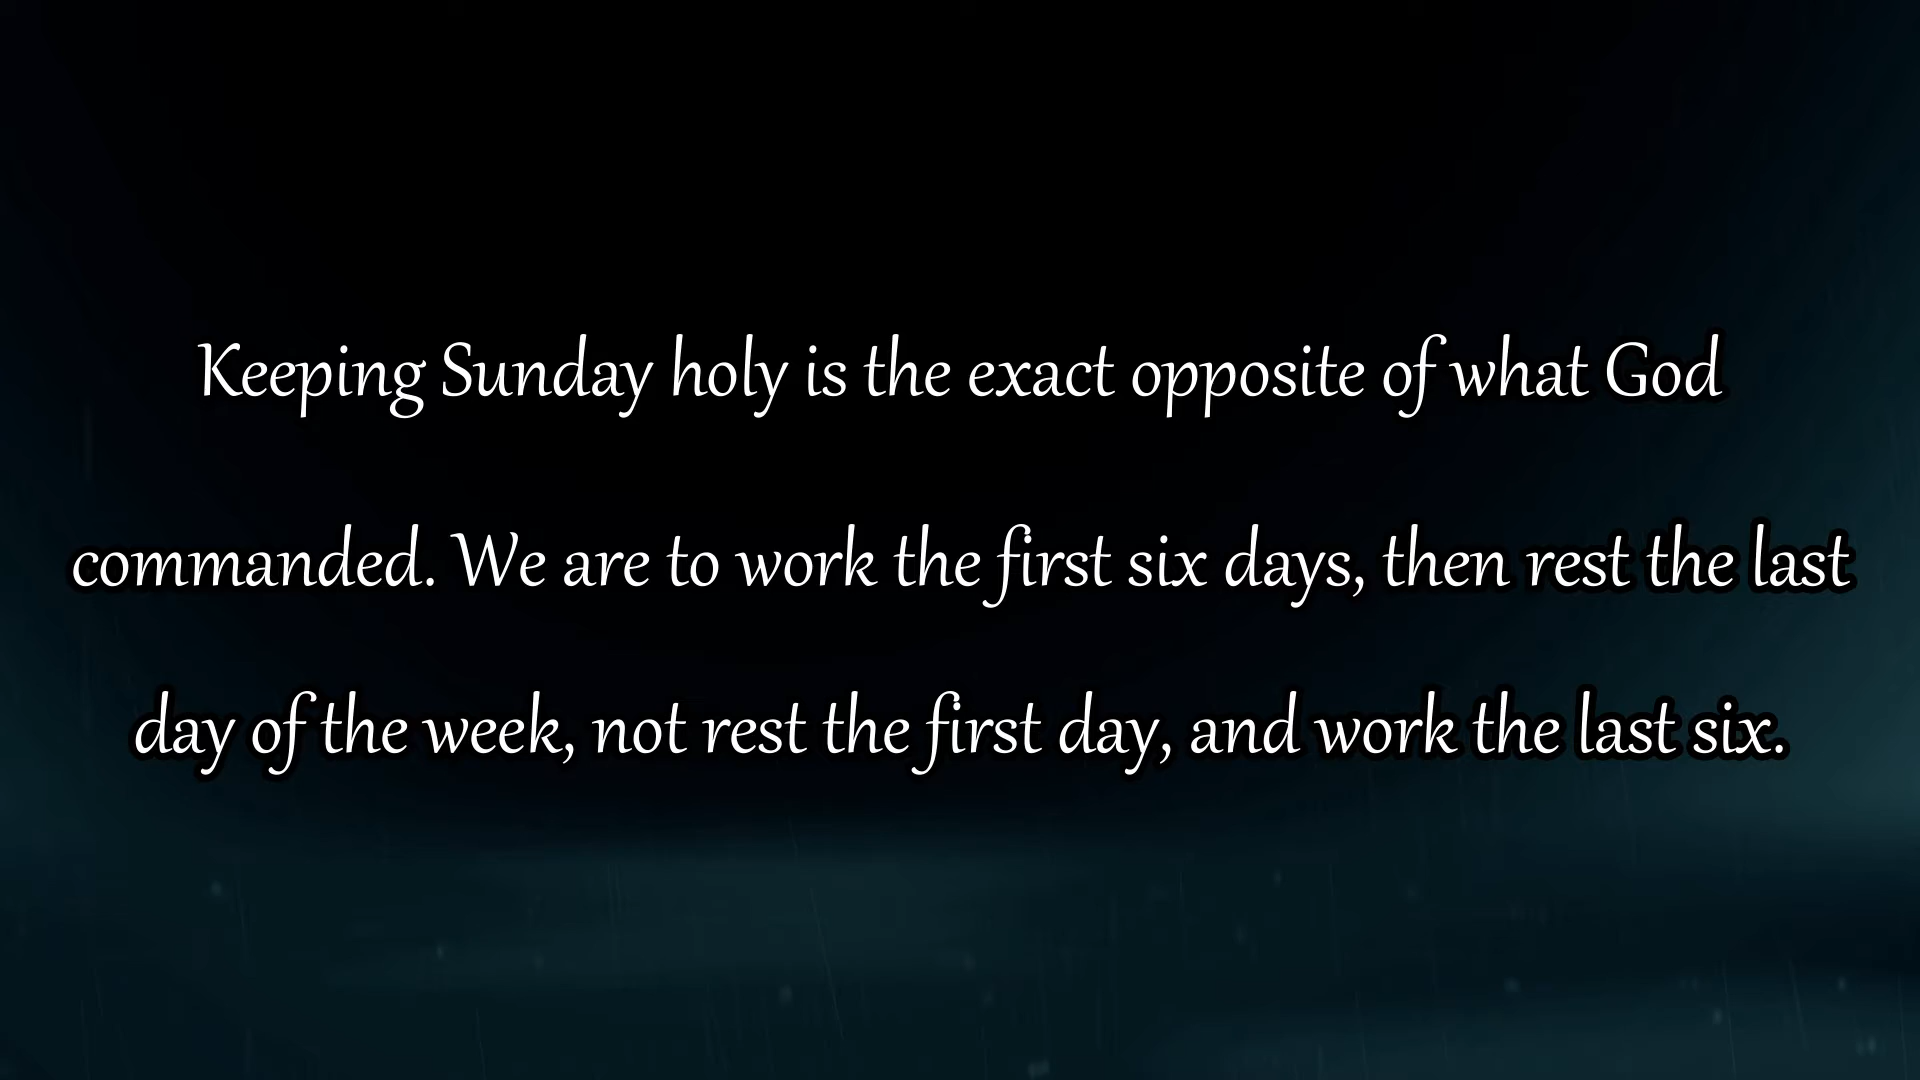 Keeping Sunday holy is the exact opposite of what God
commanded. We are to work the first six days, then rest the last
day of the week, not rest the first day, and work the last six.